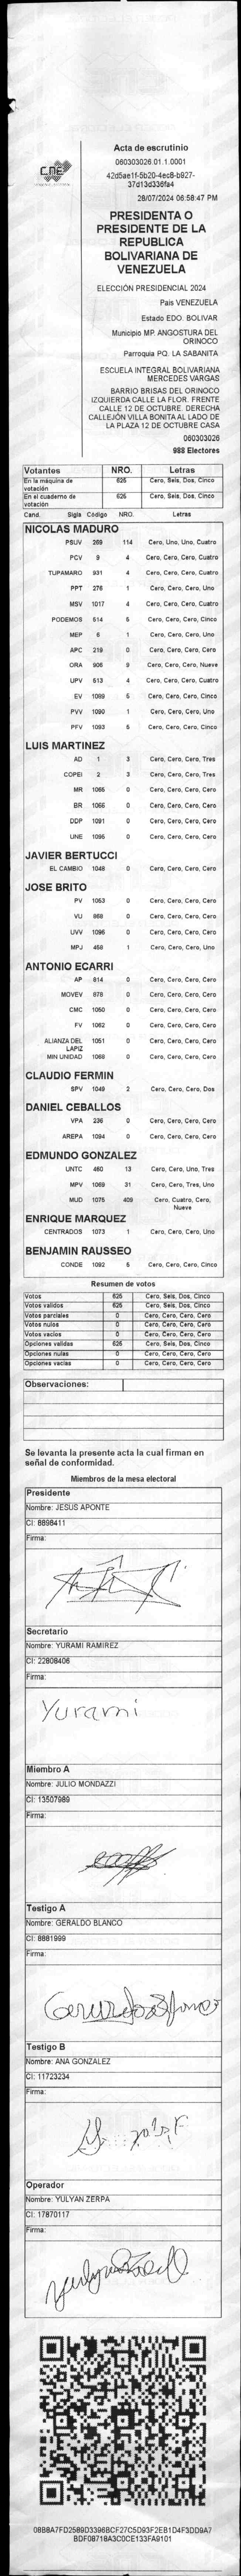 CNE
Acta de escrutinio
060303026.01.1.0001
42d5ae1f-5b20-4ec8-b927-
37d13d336fa4
28/07/2024 06:58:47 PM
PRESIDENTA O
PRESIDENTE DE LA
REPUBLICA
BOLIVARIANA DE
VENEZUELA
ELECCIÓN PRESIDENCIAL 2024
Pais VENEZUELA
Estado EDO. BOLIVAR
Municipio MP. ANGOSTURA DEL
ORINOCO
Parroquia PQ. LA SABANITA
ESCUELA INTEGRAL BOLIVARIANA
MERCEDES VARGAS
BARRIO BRISAS DEL ORINOCO
IZQUIERDA CALLE LA FLOR. FRENTE
CALLE 12 DE OCTUBRE. DERECHA
CALLEJÓN VILLA BONITA AL LADO DE
LA PLAZA 12 DE OCTUBRE CASA
060303026
988 Electores
Votantes NRO. Letras
En la máquina de votación 625 Cero, Seis, Dos, Cinco
En el cuaderno de votación 625 Cero, Seis, Dos, Cinco
Cand. Sigla Código NRO. Letras
NICOLAS MADURO
PSUV 269 114 Cero, Uno, Uno, Cuatro
PCV 9 4 Cero, Cero, Cero, Cuatro
TUPAMARO 931 4 Cero, Cero, Cero, Cuatro
PPT 276 1 Cero, Cero, Cero, Uno
MSV 1017 4 Cero, Cero, Cero, Cuatro
PODEMOS 514 5 Cero, Cero, Cero, Cinco
MEP 6 1 Cero, Cero, Cero, Uno
APC 219 0 Cero, Cero, Cero, Cero
ORA 906 9 Cero, Cero, Cero, Nueve
UPV 513 4 Cero, Cero, Cero, Cuatro
EV 1089 5 Cero, Cero, Cero, Cinco
PVV 1090 1 Cero, Cero, Cero, Uno
PFV 1093 5 Cero, Cero, Cero, Cinco
LUIS MARTINEZ
AD 1 3 Cero, Cero, Cero, Tres
COPEI 2 3 Cero, Cero, Cero, Tres
MR 1065 0 Cero, Cero, Cero, Cero
BR 1066 0 Cero, Cero, Cero, Cero
DDP 1091 0 Cero, Cero, Cero, Cero
UNE 1095 0 Cero, Cero, Cero, Cero
JAVIER BERTUCCI
EL CAMBIO 1048 0 Cero, Cero, Cero, Cero
JOSE BRITO
PV 1053 0 Cero, Cero, Cero, Cero
VU 868 0 Cero, Cero, Cero, Cero
UVV 1096 0 Cero, Cero, Cero, Cero
MPJ 458 1 Cero, Cero, Cero, Uno
ANTONIO ECARRI
AP 814 0 Cero, Cero, Cero, Cero
MOVEV 878 0 Cero, Cero, Cero, Cero
CMC 1050 0 Cero, Cero, Cero, Cero
FV 1062 0 Cero, Cero, Cero, Cero
ALIANZA DEL LAPIZ 1051 0 Cero, Cero, Cero, Cero
MIN UNIDAD 1068 0 Cero, Cero, Cero, Cero
CLAUDIO FERMIN
SPV 1049 2 Cero, Cero, Cero, Dos
DANIEL CEBALLOS
VPA 236 0 Cero, Cero, Cero, Cero
AREPA 1094 0 Cero, Cero, Cero, Cero
EDMUNDO GONZALEZ
UNTC 460 13 Cero, Cero, Uno, Tres
MPV 1069 31 Cero, Cero, Tres, Uno
MUD 1075 409 Cero, Cuatro, Cero, Nueve
ENRIQUE MARQUEZ
CENTRADOS 1073 1 Cero, Cero, Cero, Uno
BENJAMIN RAUSSEO
CONDE 1092 5 Cero, Cero, Cero, Cinco
Resumen de votos
Votos 625 Cero, Seis, Dos, Cinco
Votos validos 625 Cero, Seis, Dos, Cinco
Votos parciales 0 Cero, Cero, Cero, Cero
Votos nulos 0 Cero, Cero, Cero, Cero
Votos vacios 0 Cero, Cero, Cero, Cero
Opciones validas 625 Cero, Seis, Dos, Cinco
Opciones nulas 0 Cero, Cero, Cero, Cero
Opciones vacias 0 Cero, Cero, Cero, Cero
Observaciones:
Se levanta la presente acta la cual firman en
señal de conformidad.
Miembros de la mesa electoral
Presidente
Nombre: JESUS APONTE
CI: 8898411
Firma:
Secretario
Nombre: YURAMI RAMIREZ
CI: 22808406
Firma:
Yurami
Miembro A
Nombre: JULIO MONDAZZI
CI: 13507989
Firma:
Testigo A
Nombre: GERALDO BLANCO
CI: 8881999
Firma:
Testigo B
Nombre: ANA GONZALEZ
CI: 11723234
Firma:
Operador
Nombre: YULYAN ZERPA
CI: 17870117
Firma:
08B8A7FD2589D3396BCF27C5D93F2EB1D4F3DD9A7
BDF08718A3C0CE133FA9101